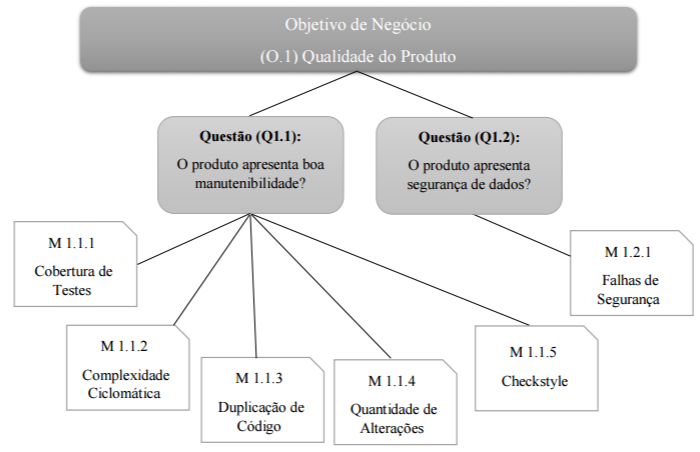 Objetivo de Negócio
(O.1) Qualidade do Produto
Questão (Q1.1):
O produto apresenta boa
manutenibilidade?
Questão (Q1.2):
O produto apresenta
segurança de dados?
M 1.1.1
Cobertura de
Testes
M 1.1.2
Complexidade
Ciclomática
M 1.1.3
Duplicação de
Código
M 1.1.4
Quantidade de
Alterações
M 1.1.5
Checkstyle
M 1.2.1
Falhas de
Segurança